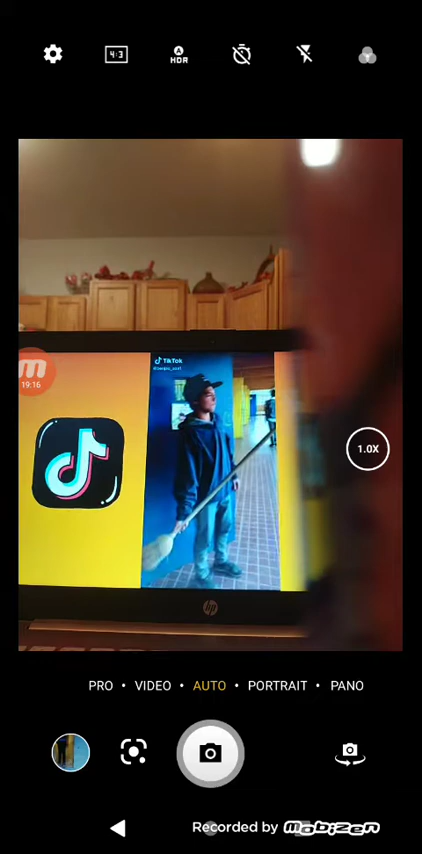 4:3
A
HDR
19:16
TikTok
1.0X
hp
PRO • VIDEO • AUTO • PORTRAIT • PANO
Recorded by mobizen